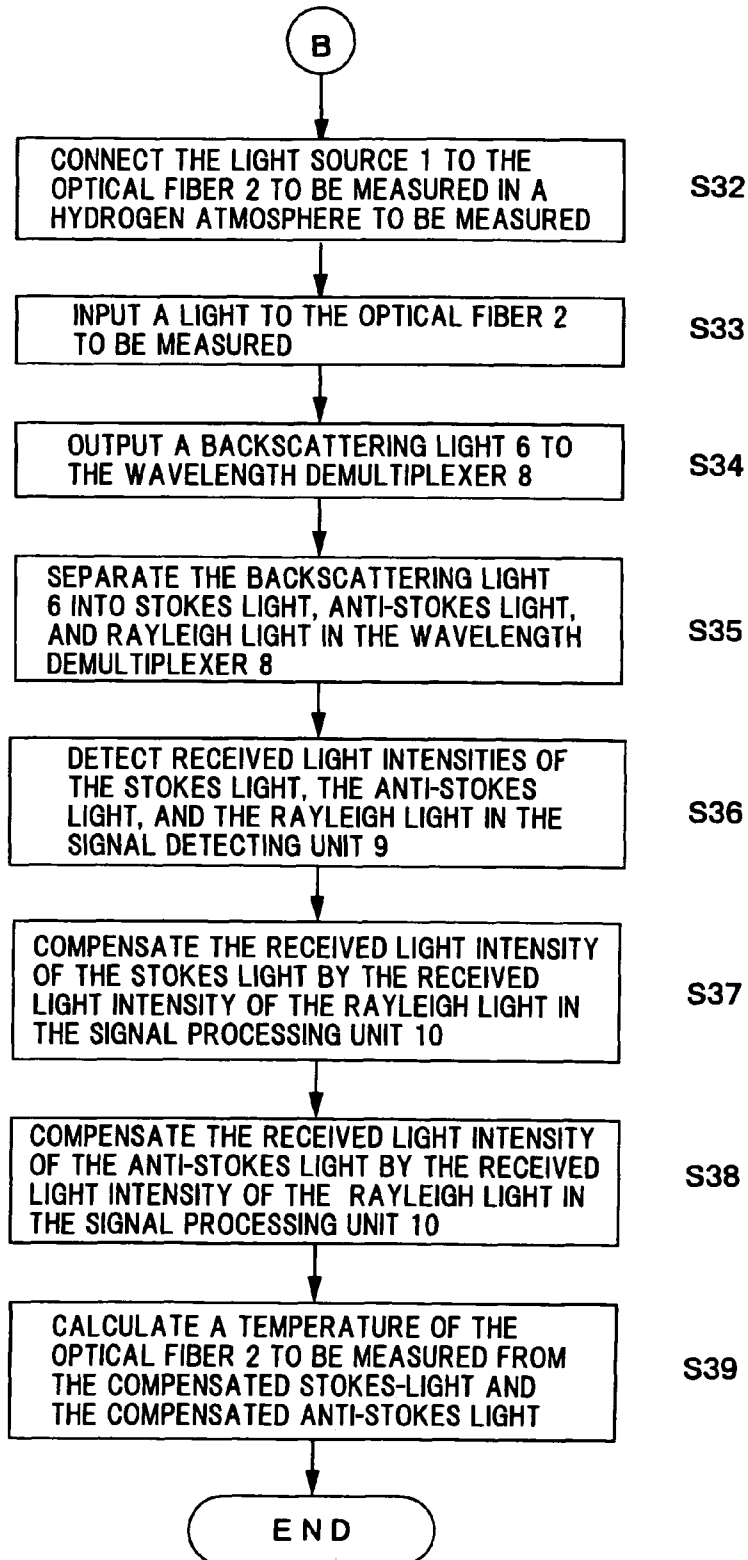 B
CONNECT THE LIGHT SOURCE 1 TO THE
OPTICAL FIBER 2 TO BE MEASURED IN A
HYDROGEN ATMOSPHERE TO BE MEASURED
S32
INPUT A LIGHT TO THE OPTICAL FIBER 2
TO BE MEASURED
S33
OUTPUT A BACKSCATTERING LIGHT 6 TO
THE WAVELENGTH DEMULTIPLEXER 8
S34
SEPARATE THE BACKSCATTERING LIGHT
6 INTO STOKES LIGHT, ANTI-STOKES LIGHT,
AND RAYLEIGH LIGHT IN THE WAVELENGTH
DEMULTIPLEXER 8
S35
DETECT RECEIVED LIGHT INTENSITIES OF
THE STOKES LIGHT, THE ANTI-STOKES
LIGHT, AND THE RAYLEIGH LIGHT IN THE
SIGNAL DETECTING UNIT 9
S36
COMPENSATE THE RECEIVED LIGHT INTENSITY
OF THE STOKES LIGHT BY THE RECEIVED
LIGHT INTENSITY OF THE RAYLEIGH LIGHT IN
THE SIGNAL PROCESSING UNIT 10
S37
COMPENSATE THE RECEIVED LIGHT INTENSITY
OF THE ANTI-STOKES LIGHT BY THE RECEIVED
LIGHT INTENSITY OF THE RAYLEIGH LIGHT IN
THE SIGNAL PROCESSING UNIT 10
S38
CALCULATE A TEMPERATURE OF THE
OPTICAL FIBER 2 TO BE MEASURED FROM
THE COMPENSATED STOKES-LIGHT AND
THE COMPENSATED ANTI-STOKES LIGHT
S39
END